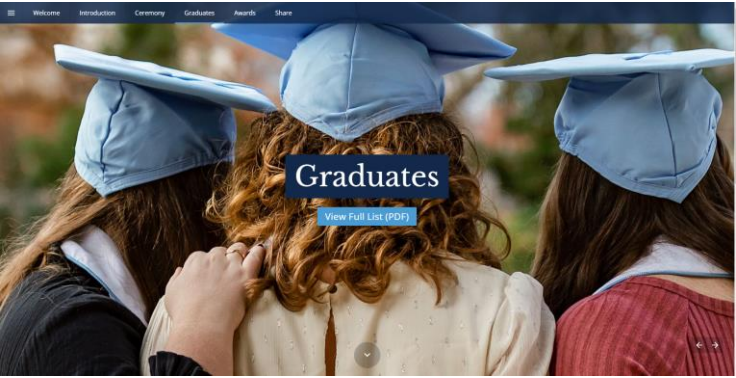 Welcome Introduction Ceremony Graduates Awards Share
Graduates
View Full List (PDF)